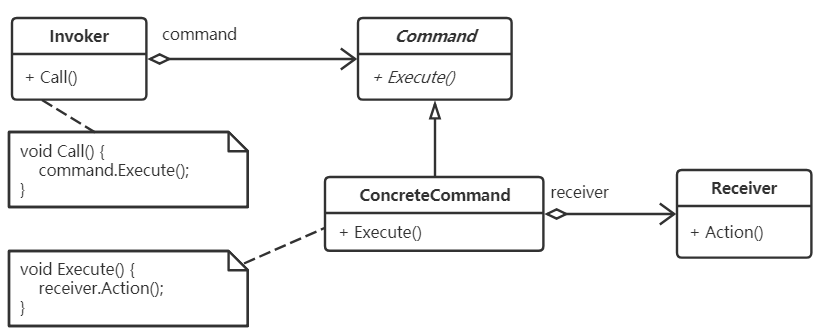 Invoker
+ Call()
command
Command
+ Execute()
void Call() {
command.Execute();
}
ConcreteCommand
+ Execute()
receiver
Receiver
+ Action()
void Execute() {
receiver.Action();
}